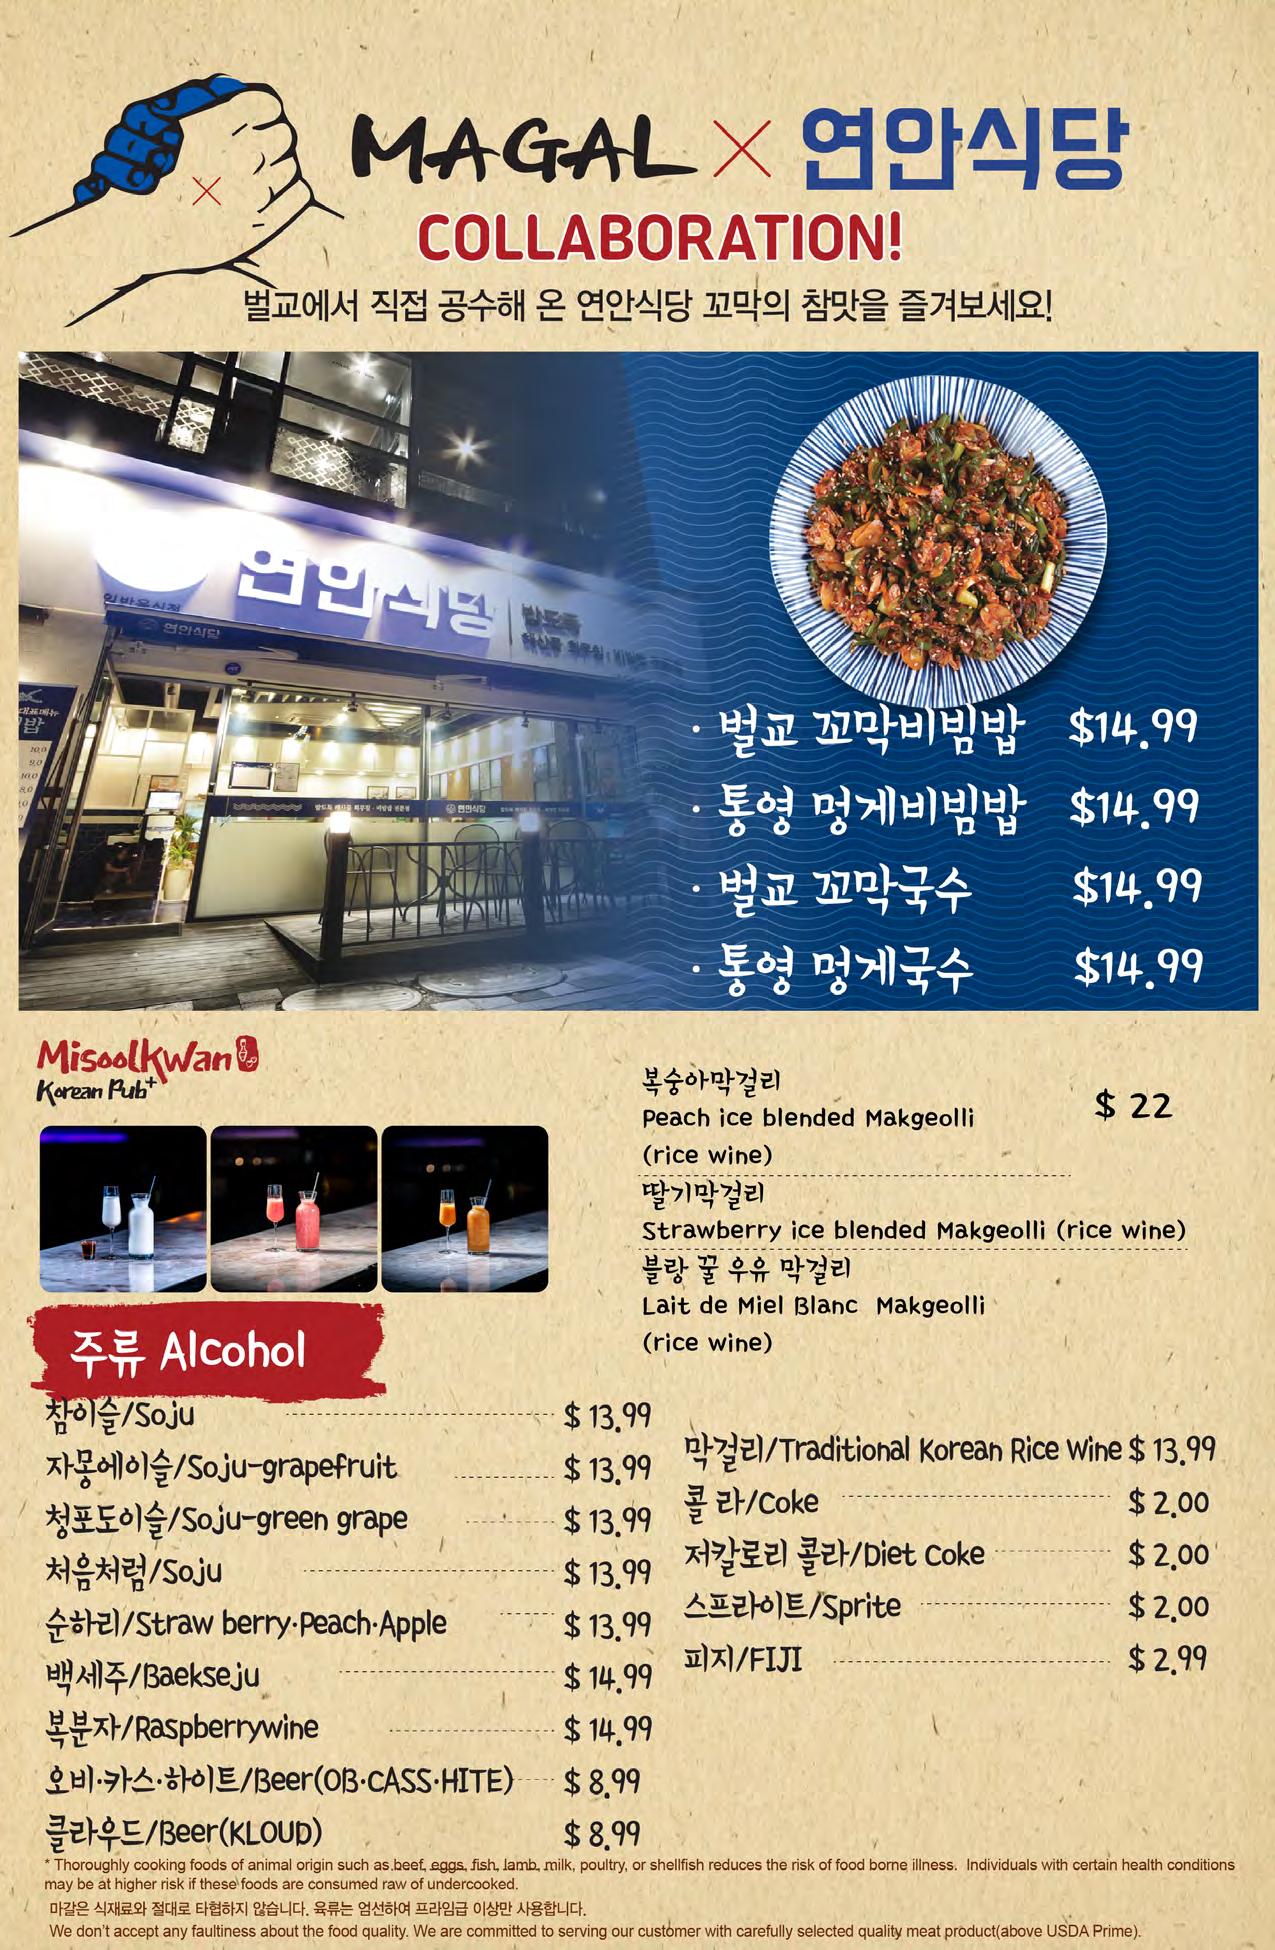 MAGAL × 연안식당
COLLABORATION!
벌교에서 직접 공수해 온 연안식당 꼬막의 참맛을 즐겨보세요!
연안식당
밥도둑
연안식당
연안식당
· 벌교 꼬막비빔밥 $14.99
· 통영 멍게비빔밥 $14.99
· 벌교 꼬막국수 $14.99
· 통영 멍게국수 $14.99
Misoolkwan
Korean Pub+
복숭아막걸리
Peach ice blended Makgeolli $ 22
(rice wine)
딸기막걸리
Strawberry ice blended Makgeolli (rice wine)
블랑 꿀 우유 막걸리
Lait de Miel Blanc Makgeolli
(rice wine)
주류 Alcohol
참이슬/Soju $ 13.99
자몽에이슬/Soju-grapefruit $ 13.99
청포도이슬/Soju-green grape $ 13.99
처음처럼/Soju $ 13.99
순하리/Straw berry·Peach·Apple $ 13.99
백세주/Baekseju $ 14.99
복분자/Raspberrywine $ 14.99
오비·카스·하이트/Beer(OB·CASS·HITE) $ 8.99
클라우드/Beer(KLOUD) $ 8.99
막걸리/Traditional Korean Rice Wine $ 13.99
콜 라/Coke $ 2.00
저칼로리 콜라/Diet Coke $ 2.00
스프라이트/Sprite $ 2.00
피지/FIJI $ 2.99
* Thoroughly cooking foods of animal origin such as beef, eggs, fish, lamb, milk, poultry, or shellfish reduces the risk of food borne illness. Individuals with certain health conditions
may be at higher risk if these foods are consumed raw of undercooked.
마갈은 식재료와 절대로 타협하지 않습니다. 육류는 엄선하여 프라임급 이상만 사용합니다.
We don't accept any faultiness about the food quality. We are committed to serving our customer with carefully selected quality meat product(above USDA Prime).